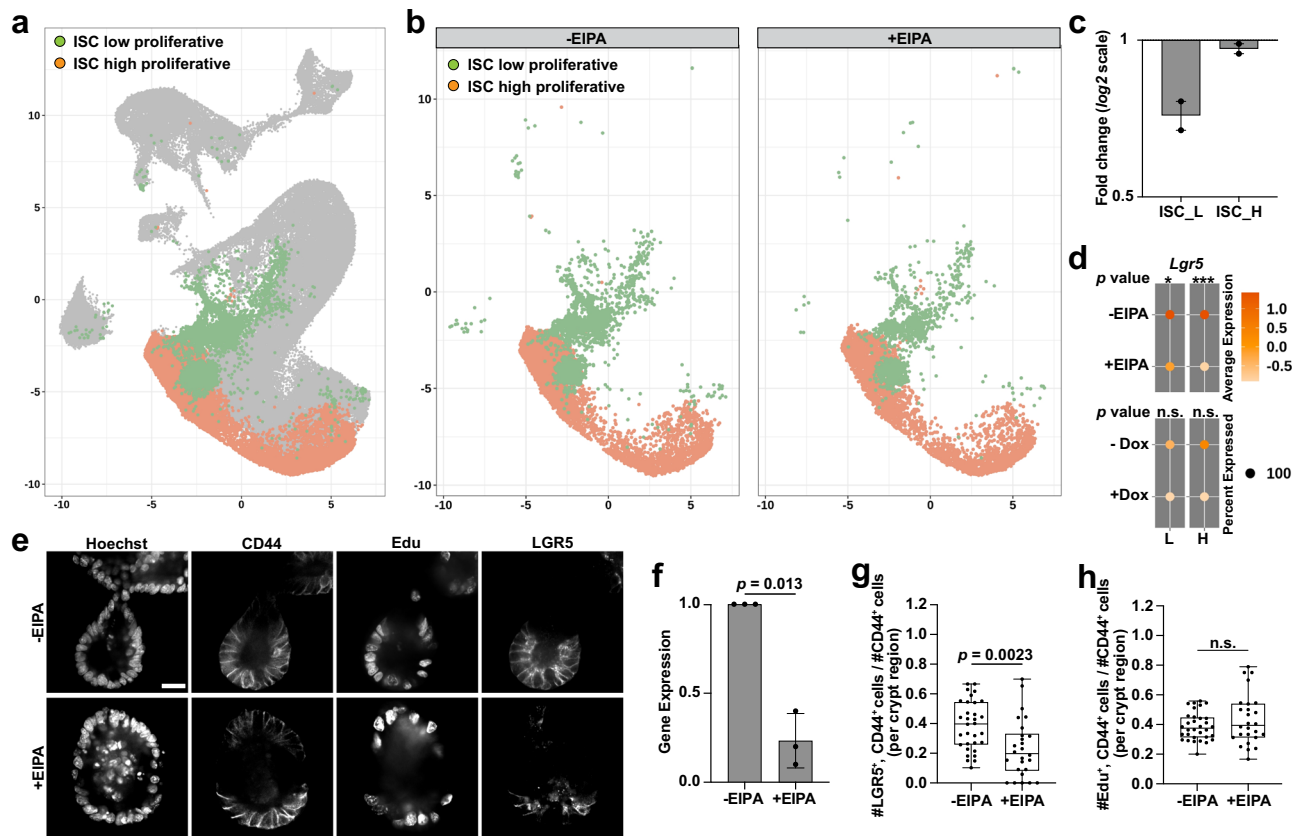 a
ISC low proliferative
ISC high proliferative
10
5
0
-5
-10
-10
-5
0
5
b
-EIPA
+EIPA
ISC low proliferative
ISC high proliferative
10
5
0
-5
-10
-10
-5
0
5
-10
-5
0
5
c
Fold change (log2 scale)
1
0.5
ISC_L
ISC_H
d
Lgr5
p value
*
***
-EIPA
+EIPA
p value
n.s.
n.s.
- Dox
+Dox
L
H
Average Expression
1.0
0.5
0.0
-0.5
Percent Expressed
100
e
Hoechst
CD44
Edu
LGR5
-EIPA
+EIPA
f
Gene Expression
p = 0.013
1.0
0.5
0
-EIPA
+EIPA
g
#LGR5+, CD44+ cells / #CD44+ cells
(per crypt region)
1.2
1.0
0.8
0.6
0.4
0.2
0
p = 0.0023
-EIPA
+EIPA
h
#Edu+, CD44+ cells / #CD44+ cells
(per crypt region)
1.2
1.0
0.8
0.6
0.4
0.2
0
n.s.
-EIPA
+EIPA